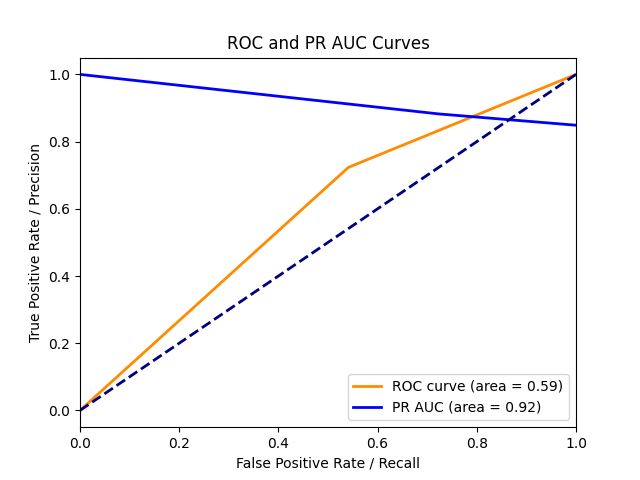 ROC and PR AUC Curves
True Positive Rate / Precision
1.0
0.8
0.6
0.4
0.2
0.0
ROC curve (area = 0.59)
PR AUC (area = 0.92)
0.0 0.2 0.4 0.6 0.8 1.0
False Positive Rate / Recall